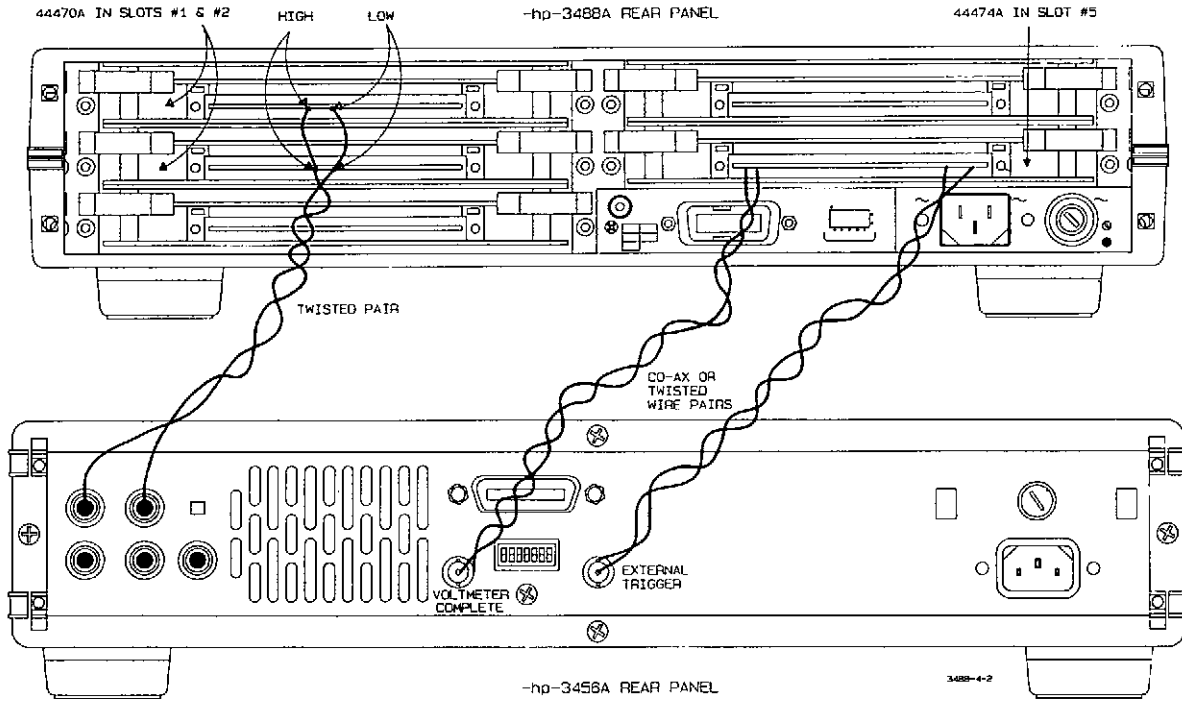 44470A IN SLOTS #1 & #2
HIGH
LOW
-hp-3488A REAR PANEL
44474A IN SLOT #5
TWISTED PAIR
CO-AX OR
TWISTED
WIRE PAIRS
EXTERNAL
TRIGGER
VOLTMETER
COMPLETE
-hp-3456A REAR PANEL
3488-4-2